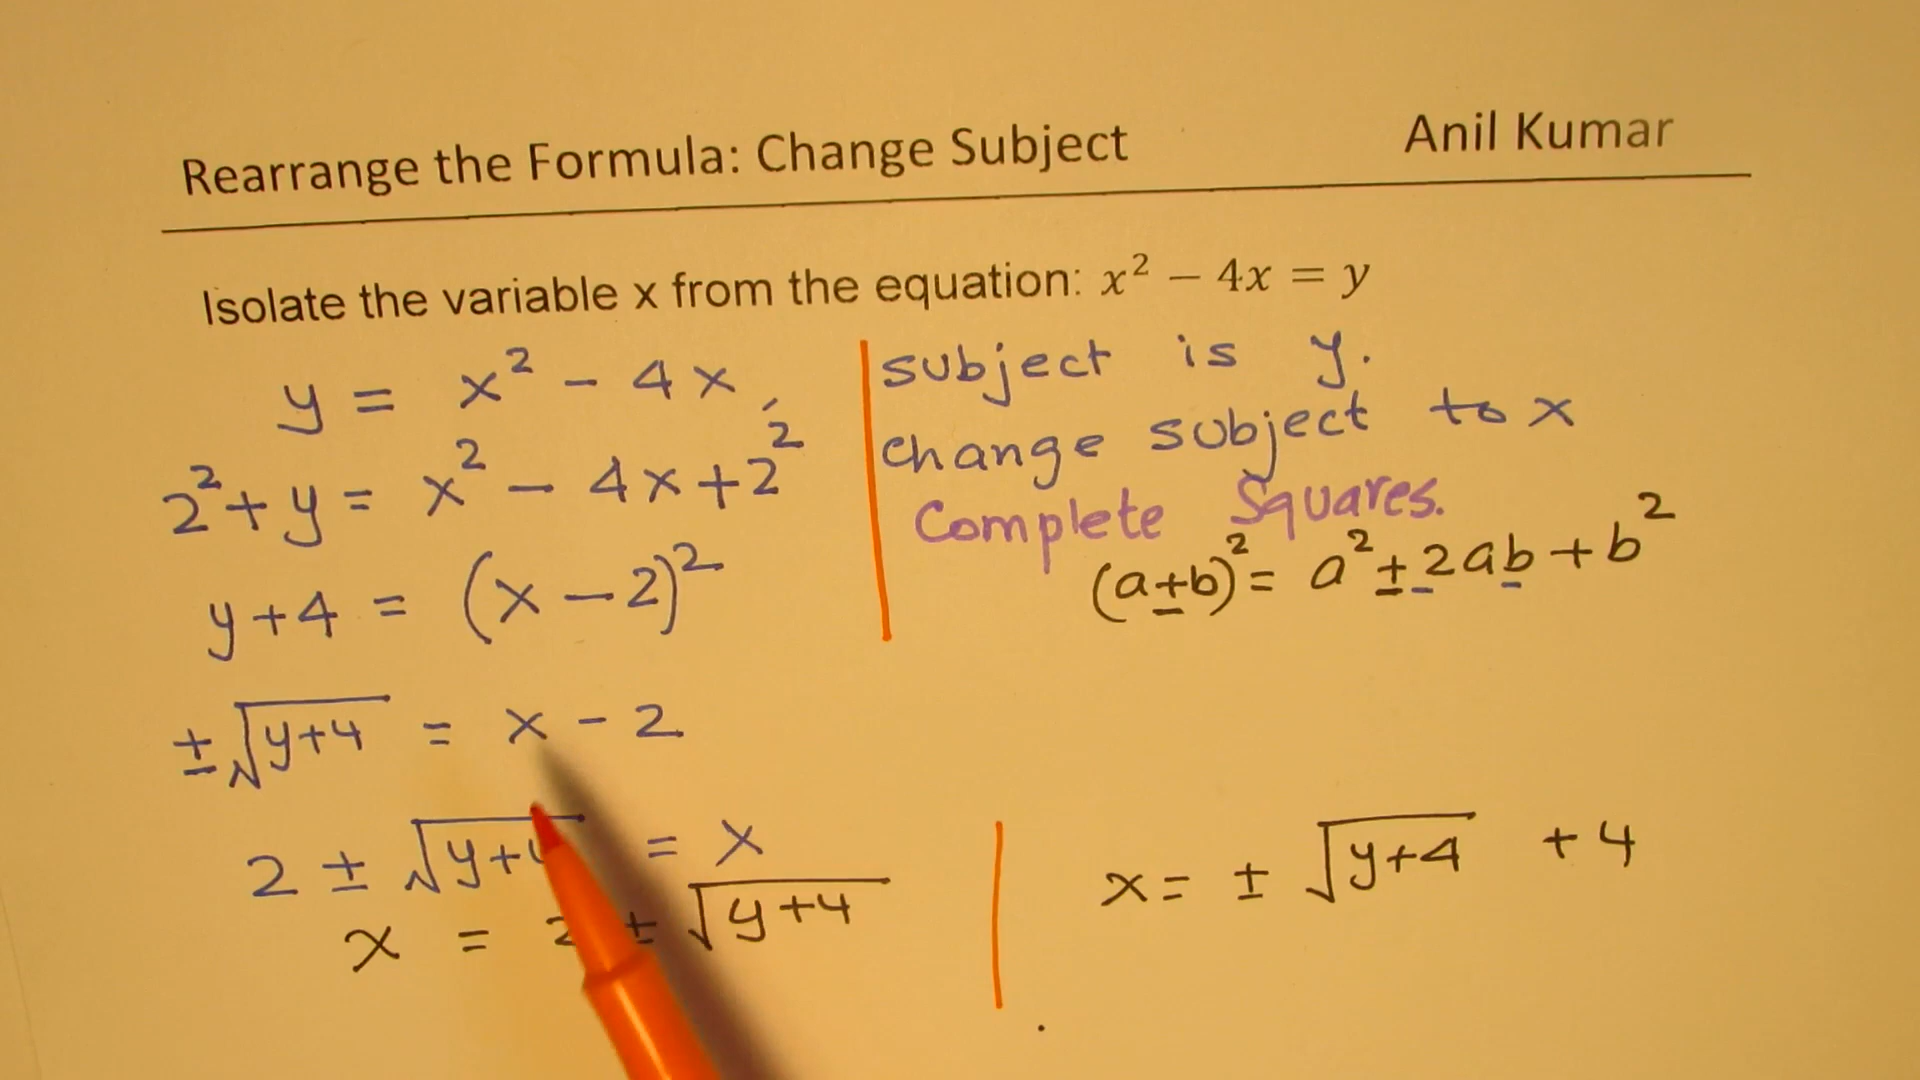 Rearrange the Formula: Change Subject Anil Kumar
Isolate the variable x from the equation: x² − 4x = y
y = x² - 4x
2² + y = x² - 4x + 2²
y + 4 = (x - 2)²
± √(y+4) = x - 2
2 ± √(y+4) = x
x = 2 ± √(y+4)
subject is y.
change subject to x
Complete Squares.
(a±b)² = a² ± 2ab + b²
x = ± √(y+4) + 4